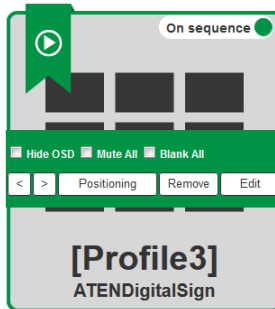 On sequence
Hide OSD Mute All Blank All
< > Positioning Remove Edit
[Profile3]
ATENDigitalSign